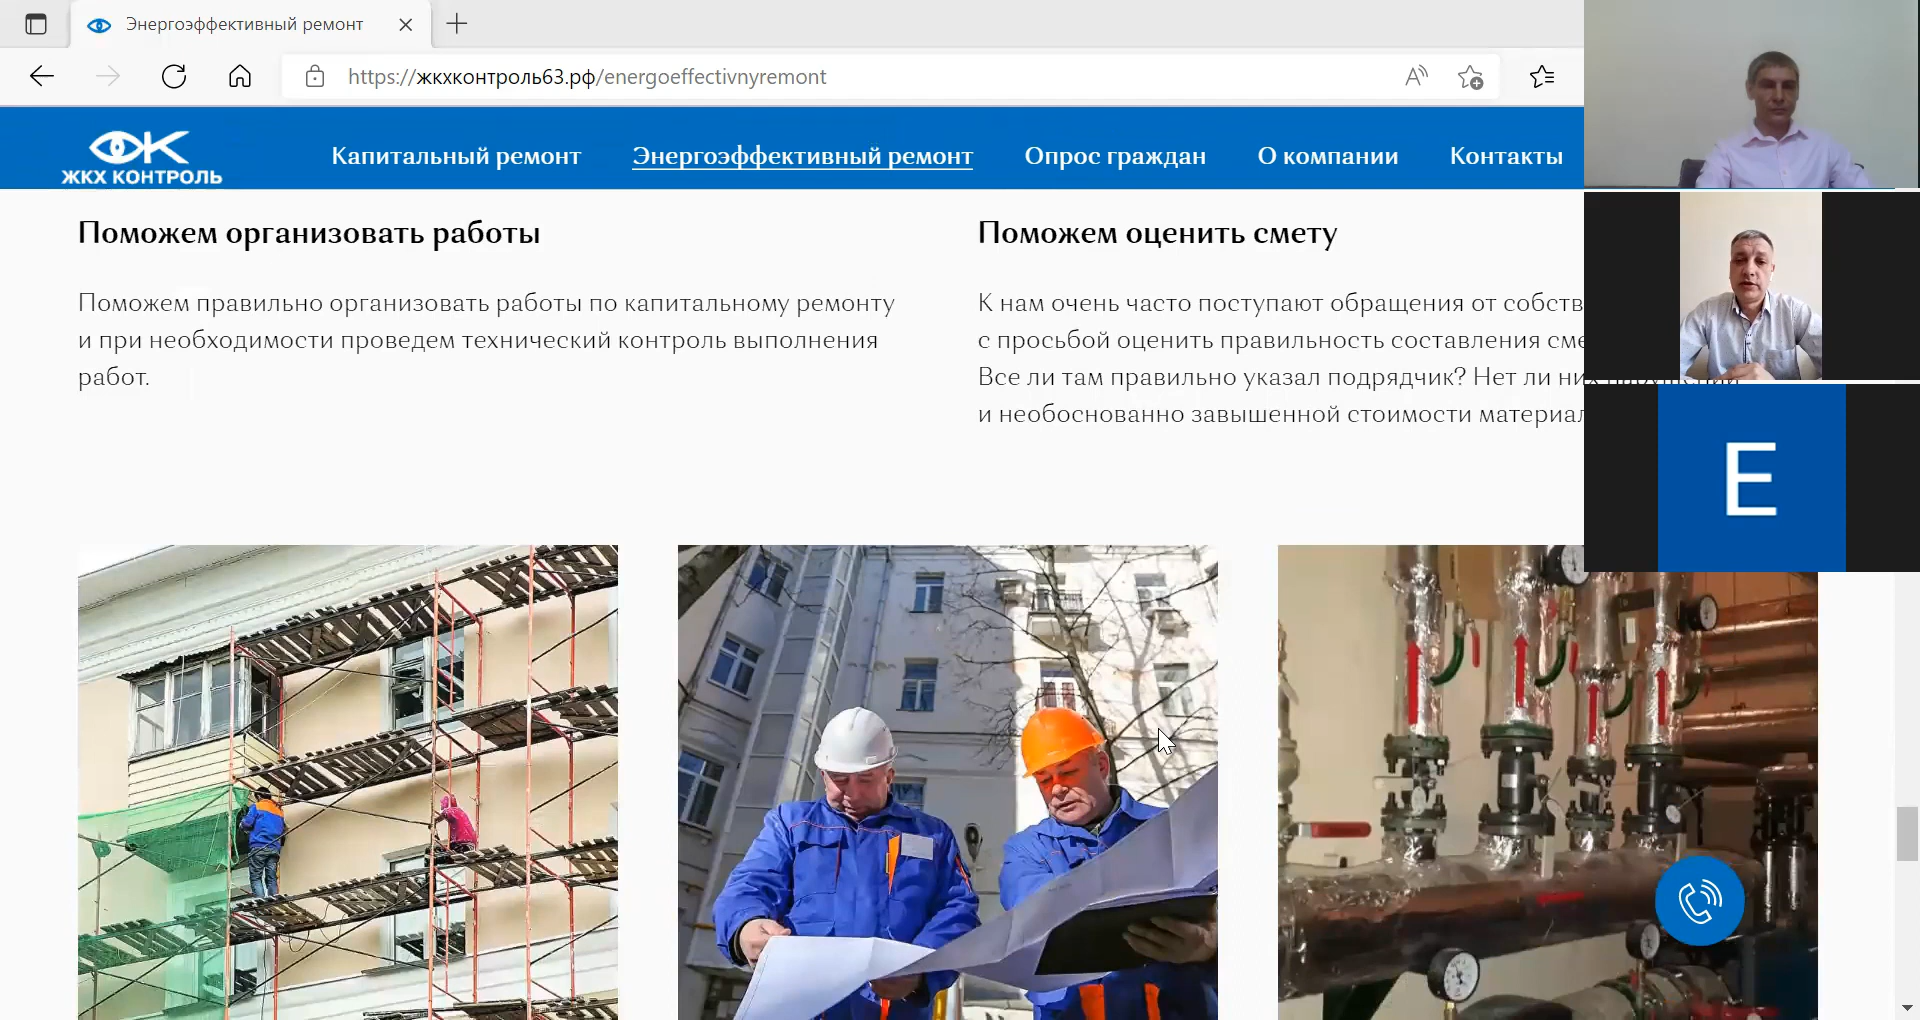 Энергоэффективный ремонт
https://жкхконтроль63.рф/energoeffectivnyremont
ЖКХ КОНТРОЛЬ
Капитальный ремонт
Энергоэффективный ремонт
Опрос граждан
О компании
Контакты
Поможем организовать работы
Поможем правильно организовать работы по капитальному ремонту
и при необходимости проведем технический контроль выполнения
работ.
Поможем оценить смету
К нам очень часто поступают обращения от собств
с просьбой оценить правильность составления сме
Все ли там правильно указал подрядчик? Нет ли них
и необоснованно завышенной стоимости материал
E